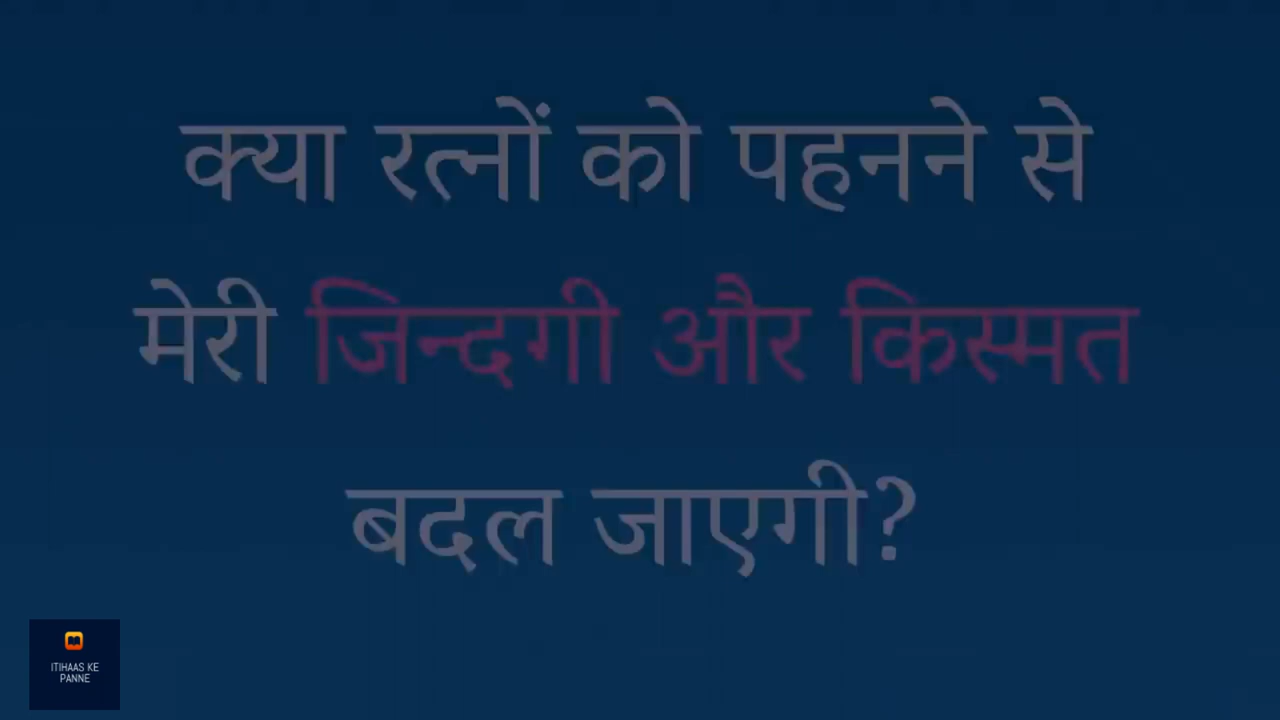 क्या रत्नों को पहनने से
मेरी जिन्दगी और किस्मत
बदल जाएगी?
ITIHAAS KE
PANNE